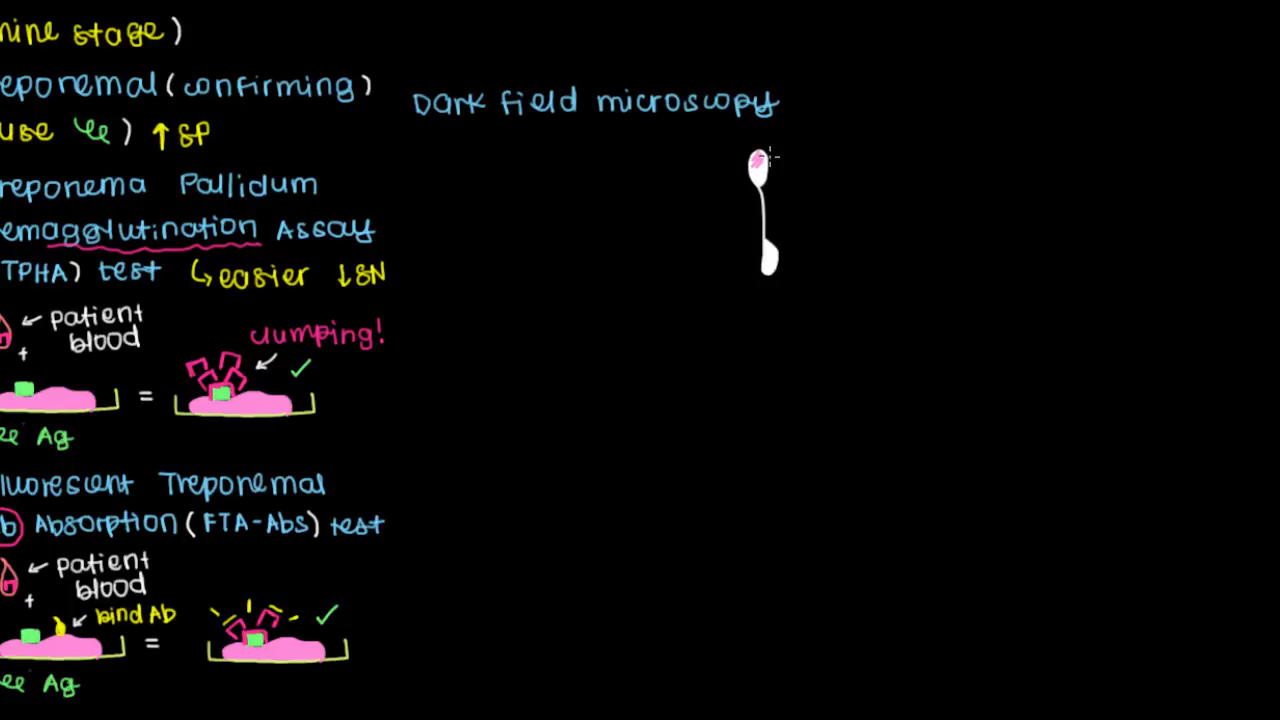 nine stage)
eponemal (confirming)
use
) ↑ SP
reponema Pallidum
emagglutination Assay
TPHA) test ↳ easier ↓SN
← patient
blood
+
clumping!
=
Ag
luorescent Treponemal
b Absorption (FTA-Abs) test
← patient
blood
+
bind Ab
=
Ag
Dark field microscopy